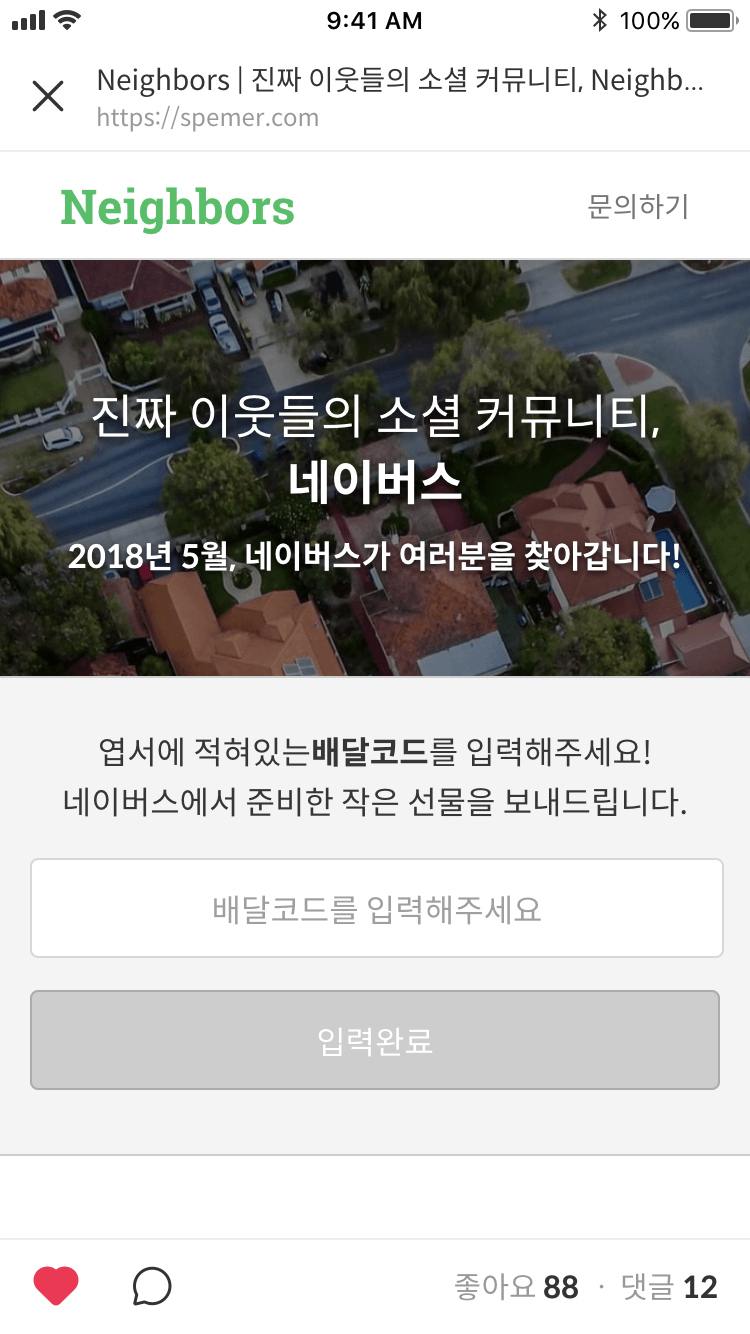 9:41 AM
100%
Neighbors | 진짜 이웃들의 소셜 커뮤니티, Neighb...
https://spemer.com
Neighbors
문의하기
진짜 이웃들의 소셜 커뮤니티,
네이버스
2018년 5월, 네이버스가 여러분을 찾아갑니다!
엽서에 적혀있는배달코드를 입력해주세요!
네이버스에서 준비한 작은 선물을 보내드립니다.
배달코드를 입력해주세요
입력완료
좋아요 88 · 댓글 12